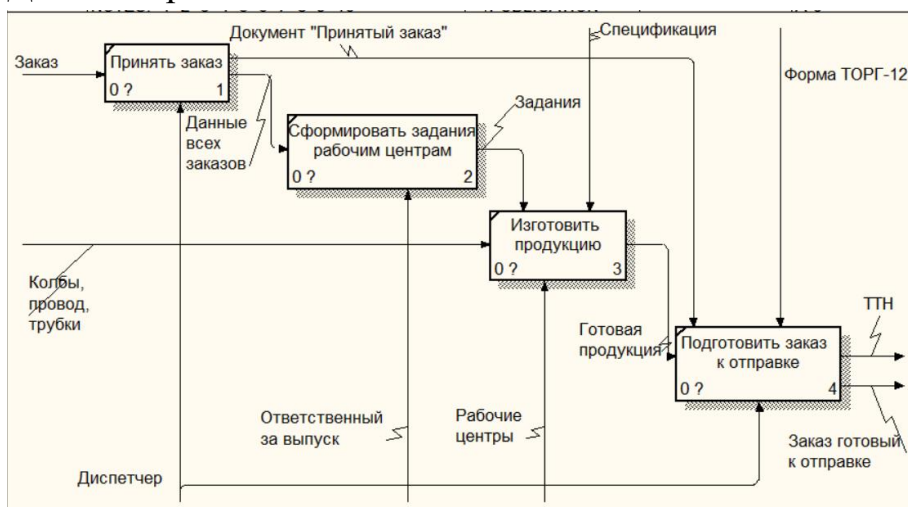 Документ "Принятый заказ"
Спецификация
Заказ
Принять заказ
0 ?
1
Форма ТОРГ-12
Данные
всех
заказов
Задания
Сформировать задания
рабочим центрам
0 ?
2
Изготовить
продукцию
0 ?
3
Колбы,
провод,
трубки
Готовая
продукция
ТТН
Подготовить заказ
к отправке
0 ?
4
Ответственный
за выпуск
Рабочие
центры
Заказ готовый
к отправке
Диспетчер